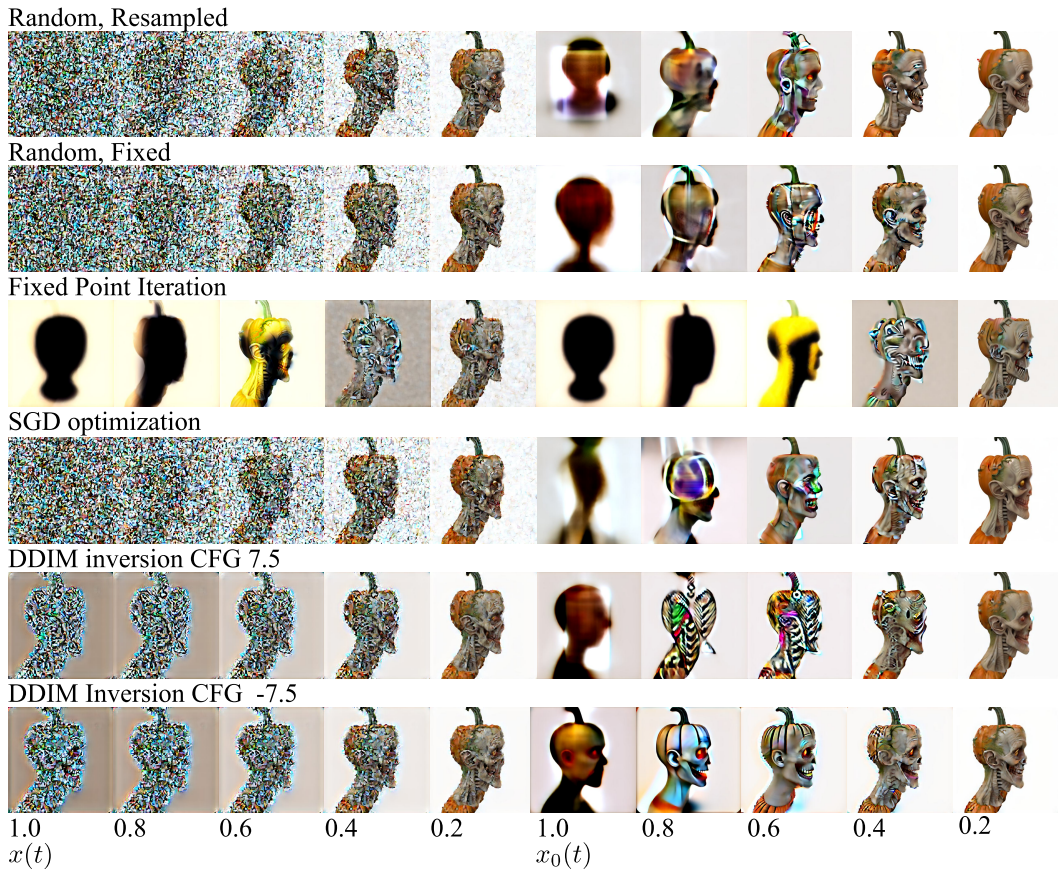 Random, Resampled
Random, Fixed
Fixed Point Iteration
SGD optimization
DDIM inversion CFG 7.5
DDIM Inversion CFG -7.5
1.0 0.8 0.6 0.4 0.2 1.0 0.8 0.6 0.4 0.2
x(t) x₀(t)